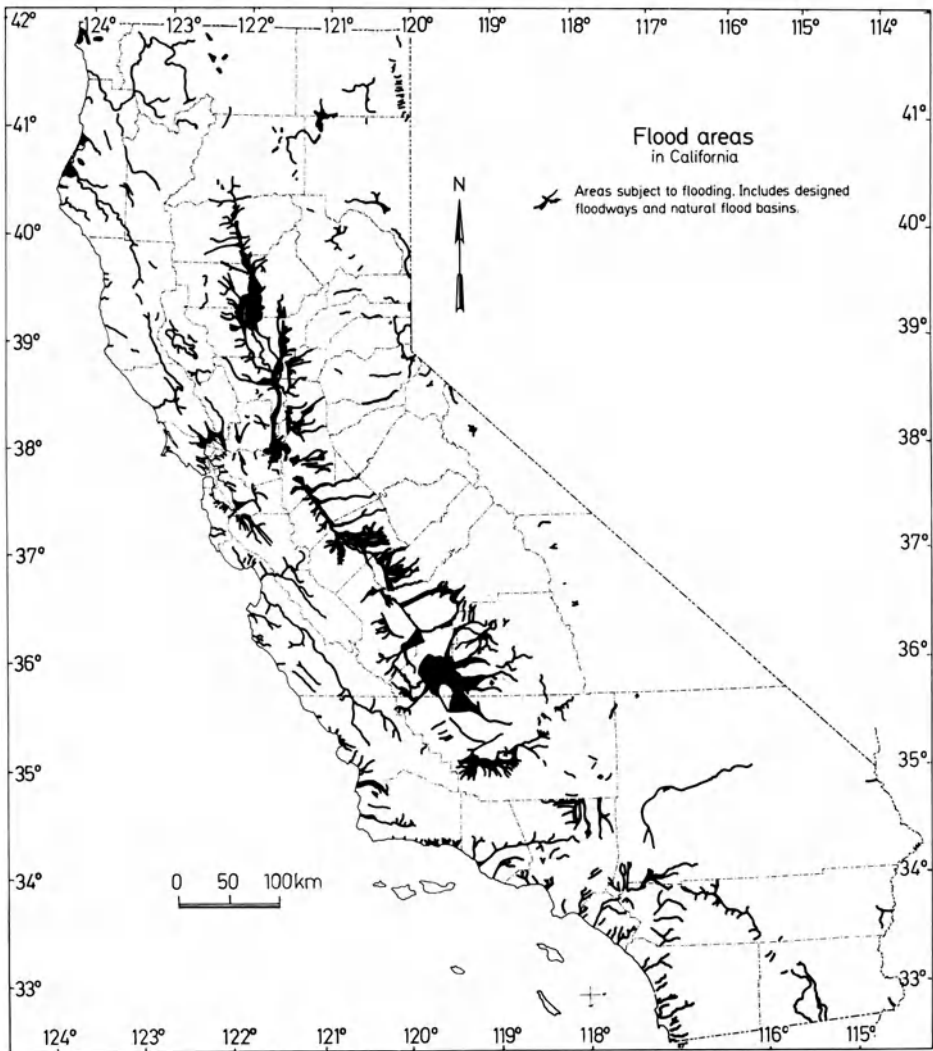 42° 124° 123° 122° 121° 120° 119° 118° 117° 116° 115° 114°
41° 41°
Flood areas
in California
N
Areas subject to flooding. Includes designed
floodways and natural flood basins.
40° 40°
39° 39°
38° 38°
37° 37°
36° 36°
35° 35°
34° 34°
0 50 100km
33° 33°
124° 123° 122° 121° 120° 119° 118° 116° 115°